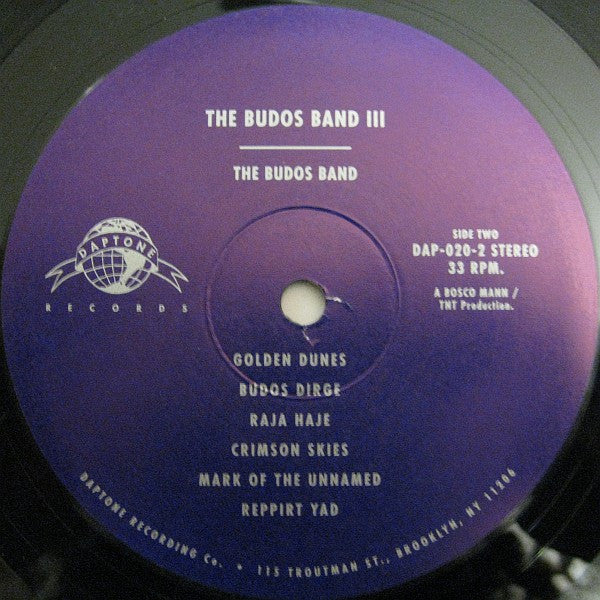 THE BUDOS BAND III
THE BUDOS BAND
DAPTONE
RECORDS
SIDE TWO
DAP-020-2 STEREO
33 RPM.
A BOSCO MANN /
TNT Production.
GOLDEN DUNES
BUDOS DIRGE
RAJA HAJE
CRIMSON SKIES
MARK OF THE UNNAMED
REPPIRT YAD
DAPTONE RECORDING Co. • 115 TROUTMAN ST., BROOKLYN, NY 11206